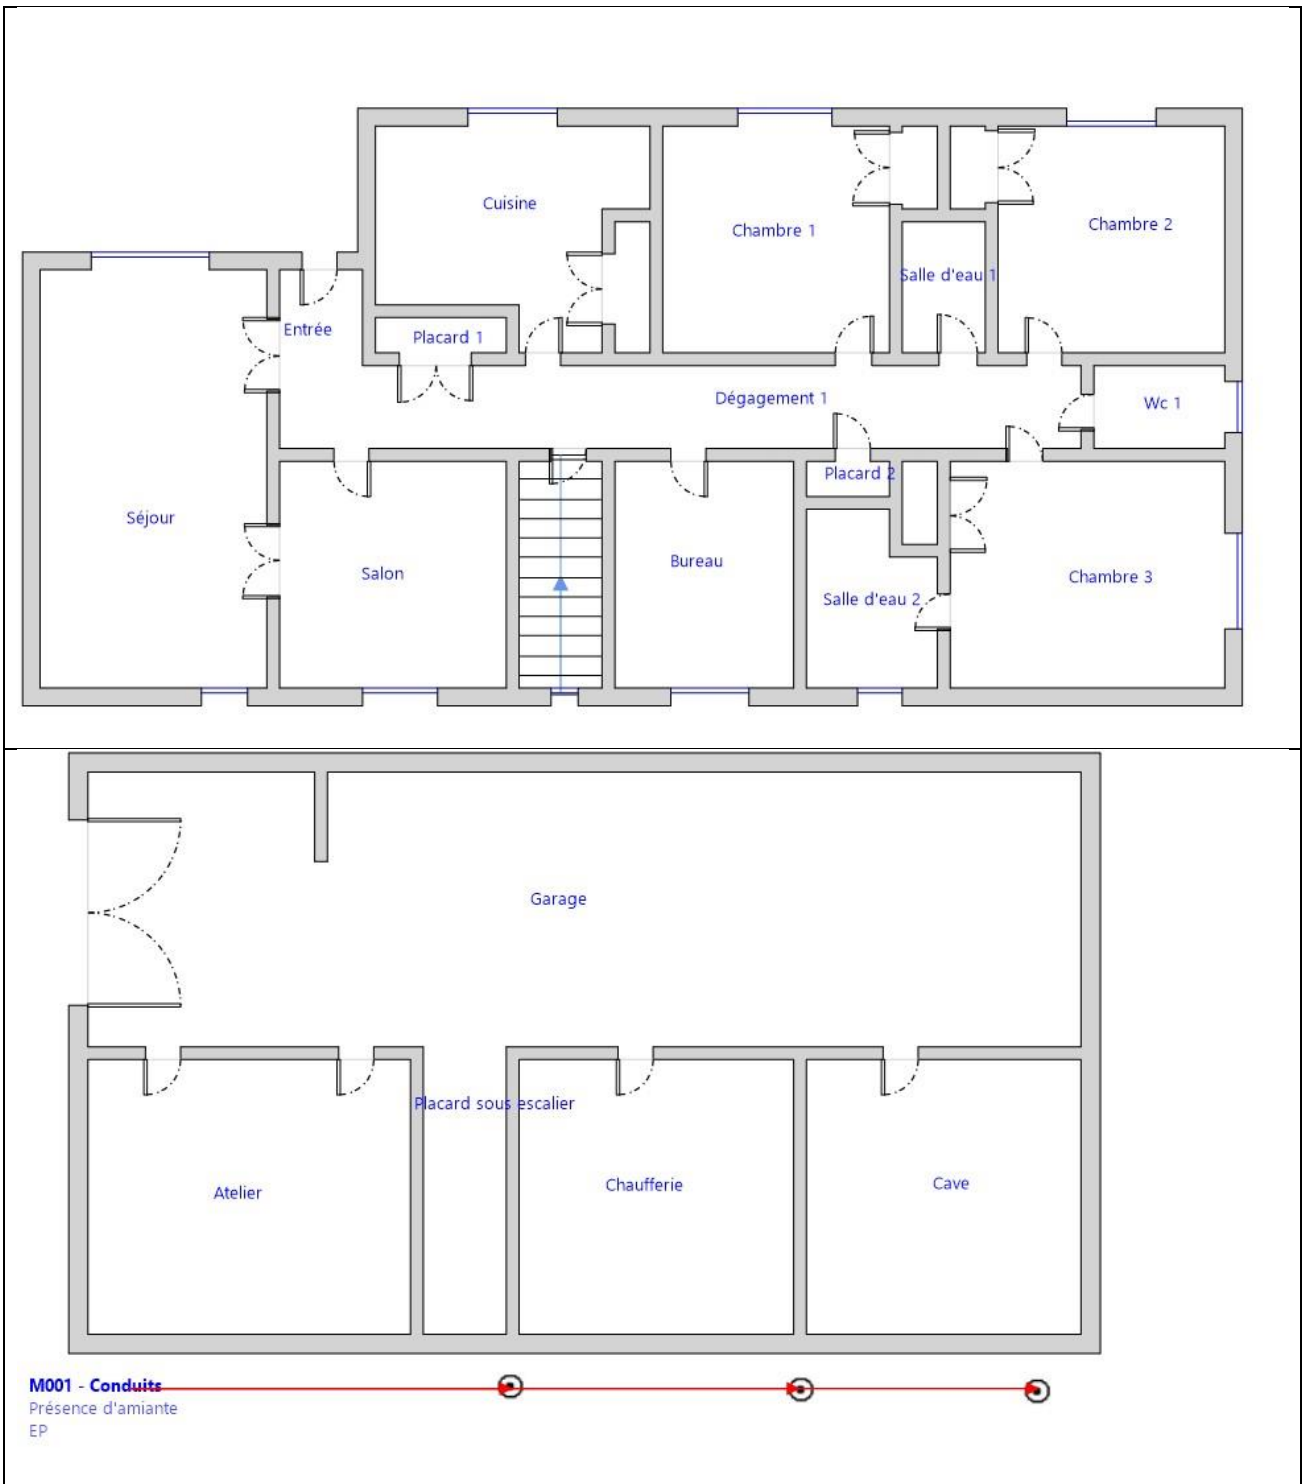 Cuisine
Chambre 1
Chambre 2
Salle d'eau 1
Entrée
Placard 1
Dégagement 1
Wc 1
Placard 2
Séjour
Salon
Bureau
Chambre 3
Salle d'eau 2
Garage
Placard sous escalier
Atelier
Chaufferie
Cave
M001 - Conduits
Présence d'amiante
EP